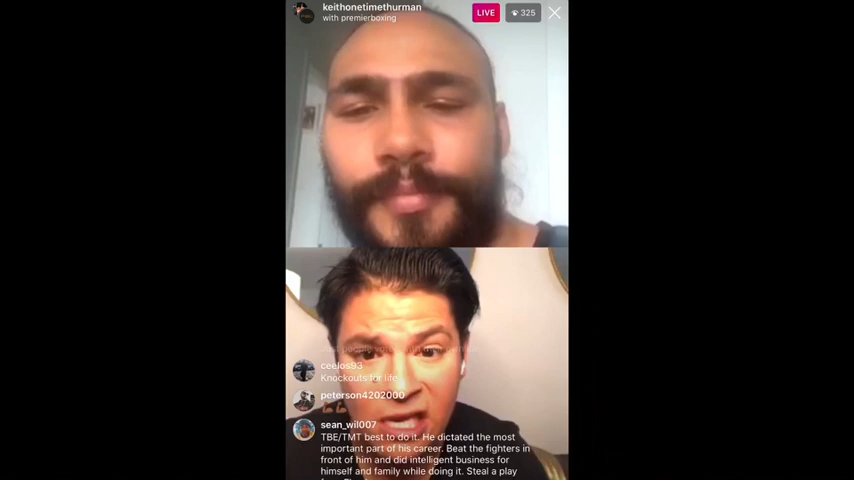 keithonetimethurman
with premierboxing
LIVE
325
ceelos93
Knockouts for life
peterson4202000
sean_wil007
TBE/TMT best to do it. He dictated the most
important part of his career. Beat the fighters in
front of him and did intelligent business for
himself and family while doing it. Steal a play